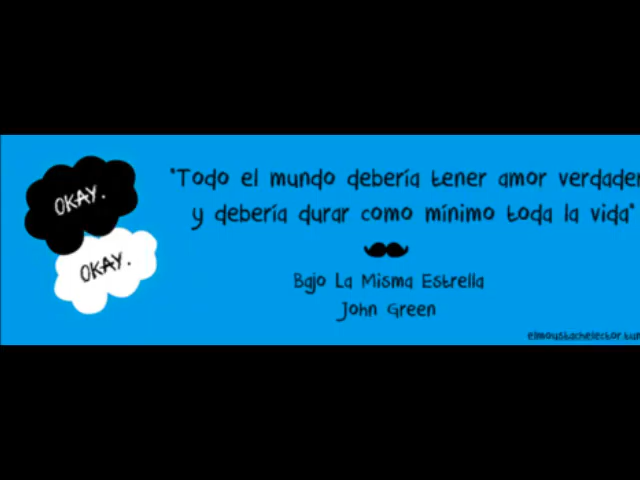 OKAY.
OKAY.
"Todo el mundo debería tener amor
y debería durar como mínimo toda la vida"
Bajo La Misma Estrella
John Green